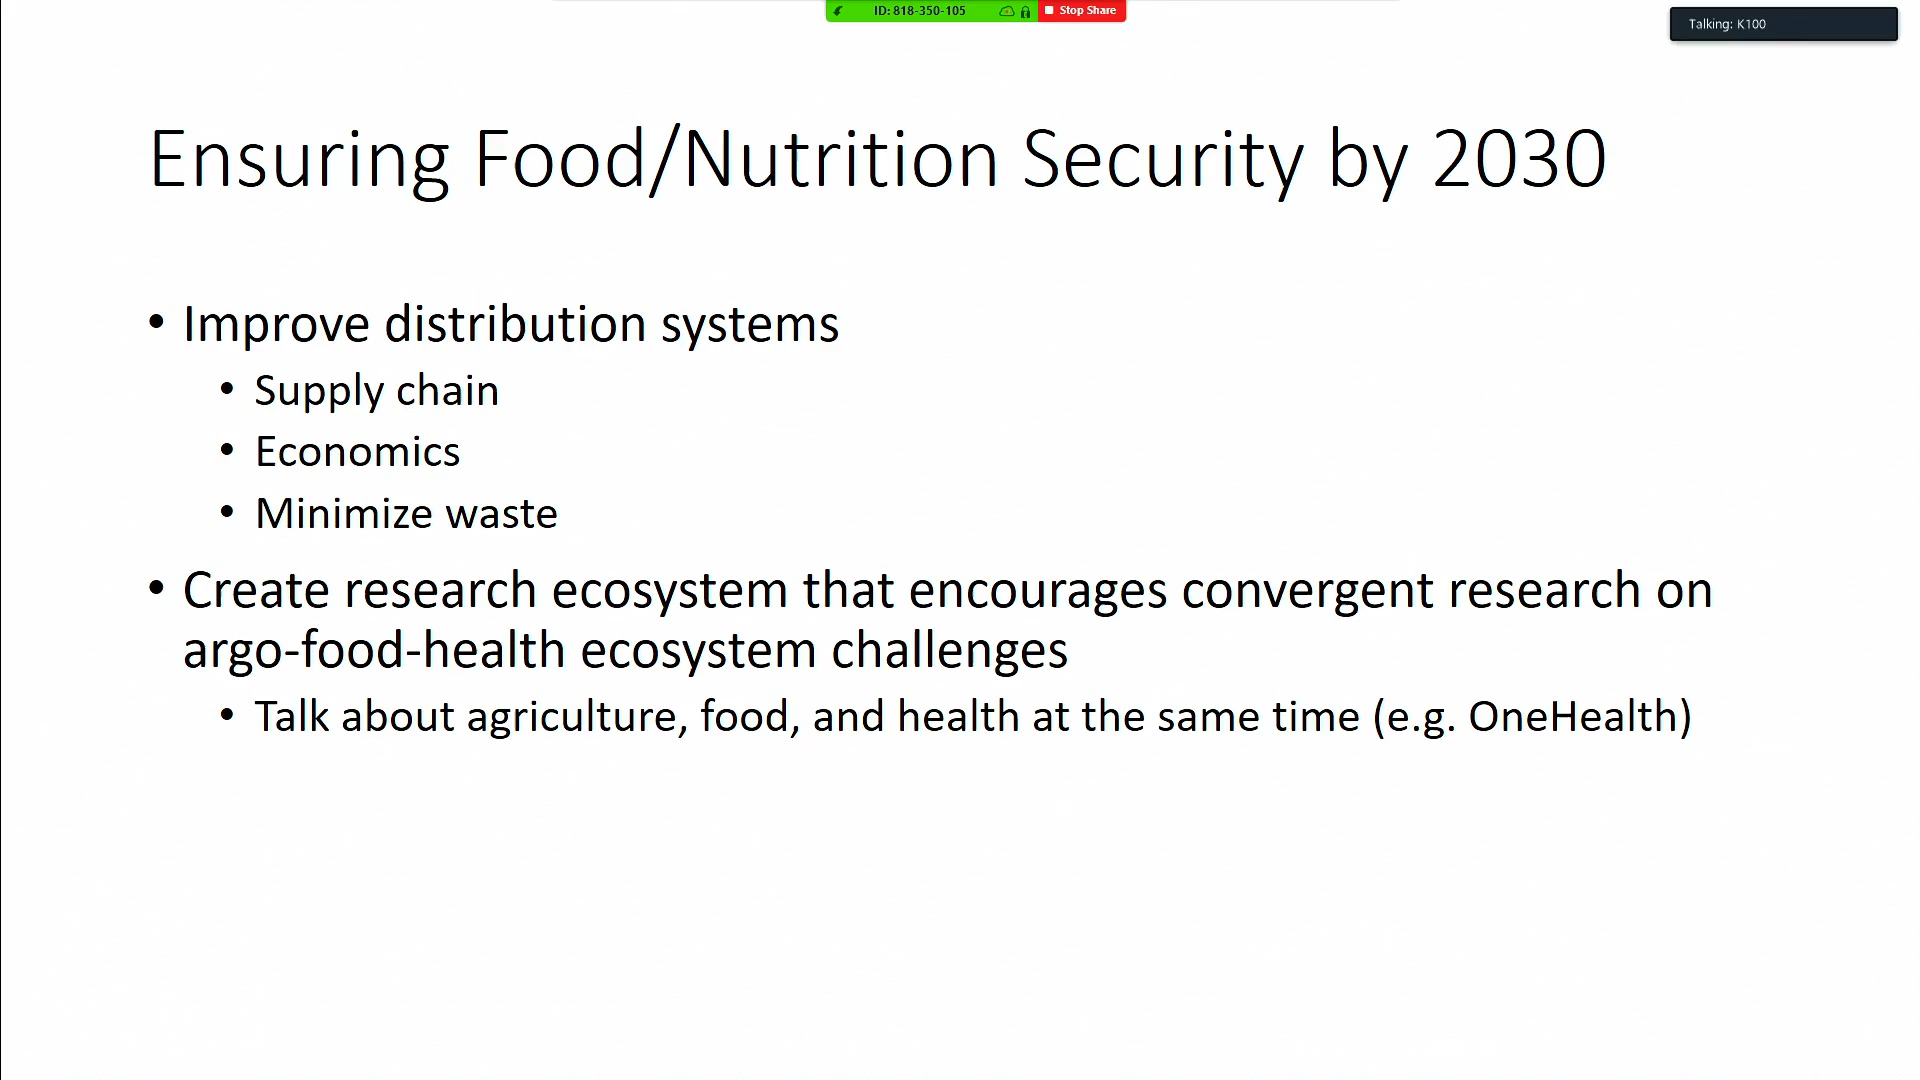 ID: 818-350-105
Stop Share
Talking: K100
Ensuring Food/Nutrition Security by 2030
• Improve distribution systems
• Supply chain
• Economics
• Minimize waste
• Create research ecosystem that encourages convergent research on
argo-food-health ecosystem challenges
• Talk about agriculture, food, and health at the same time (e.g. OneHealth)